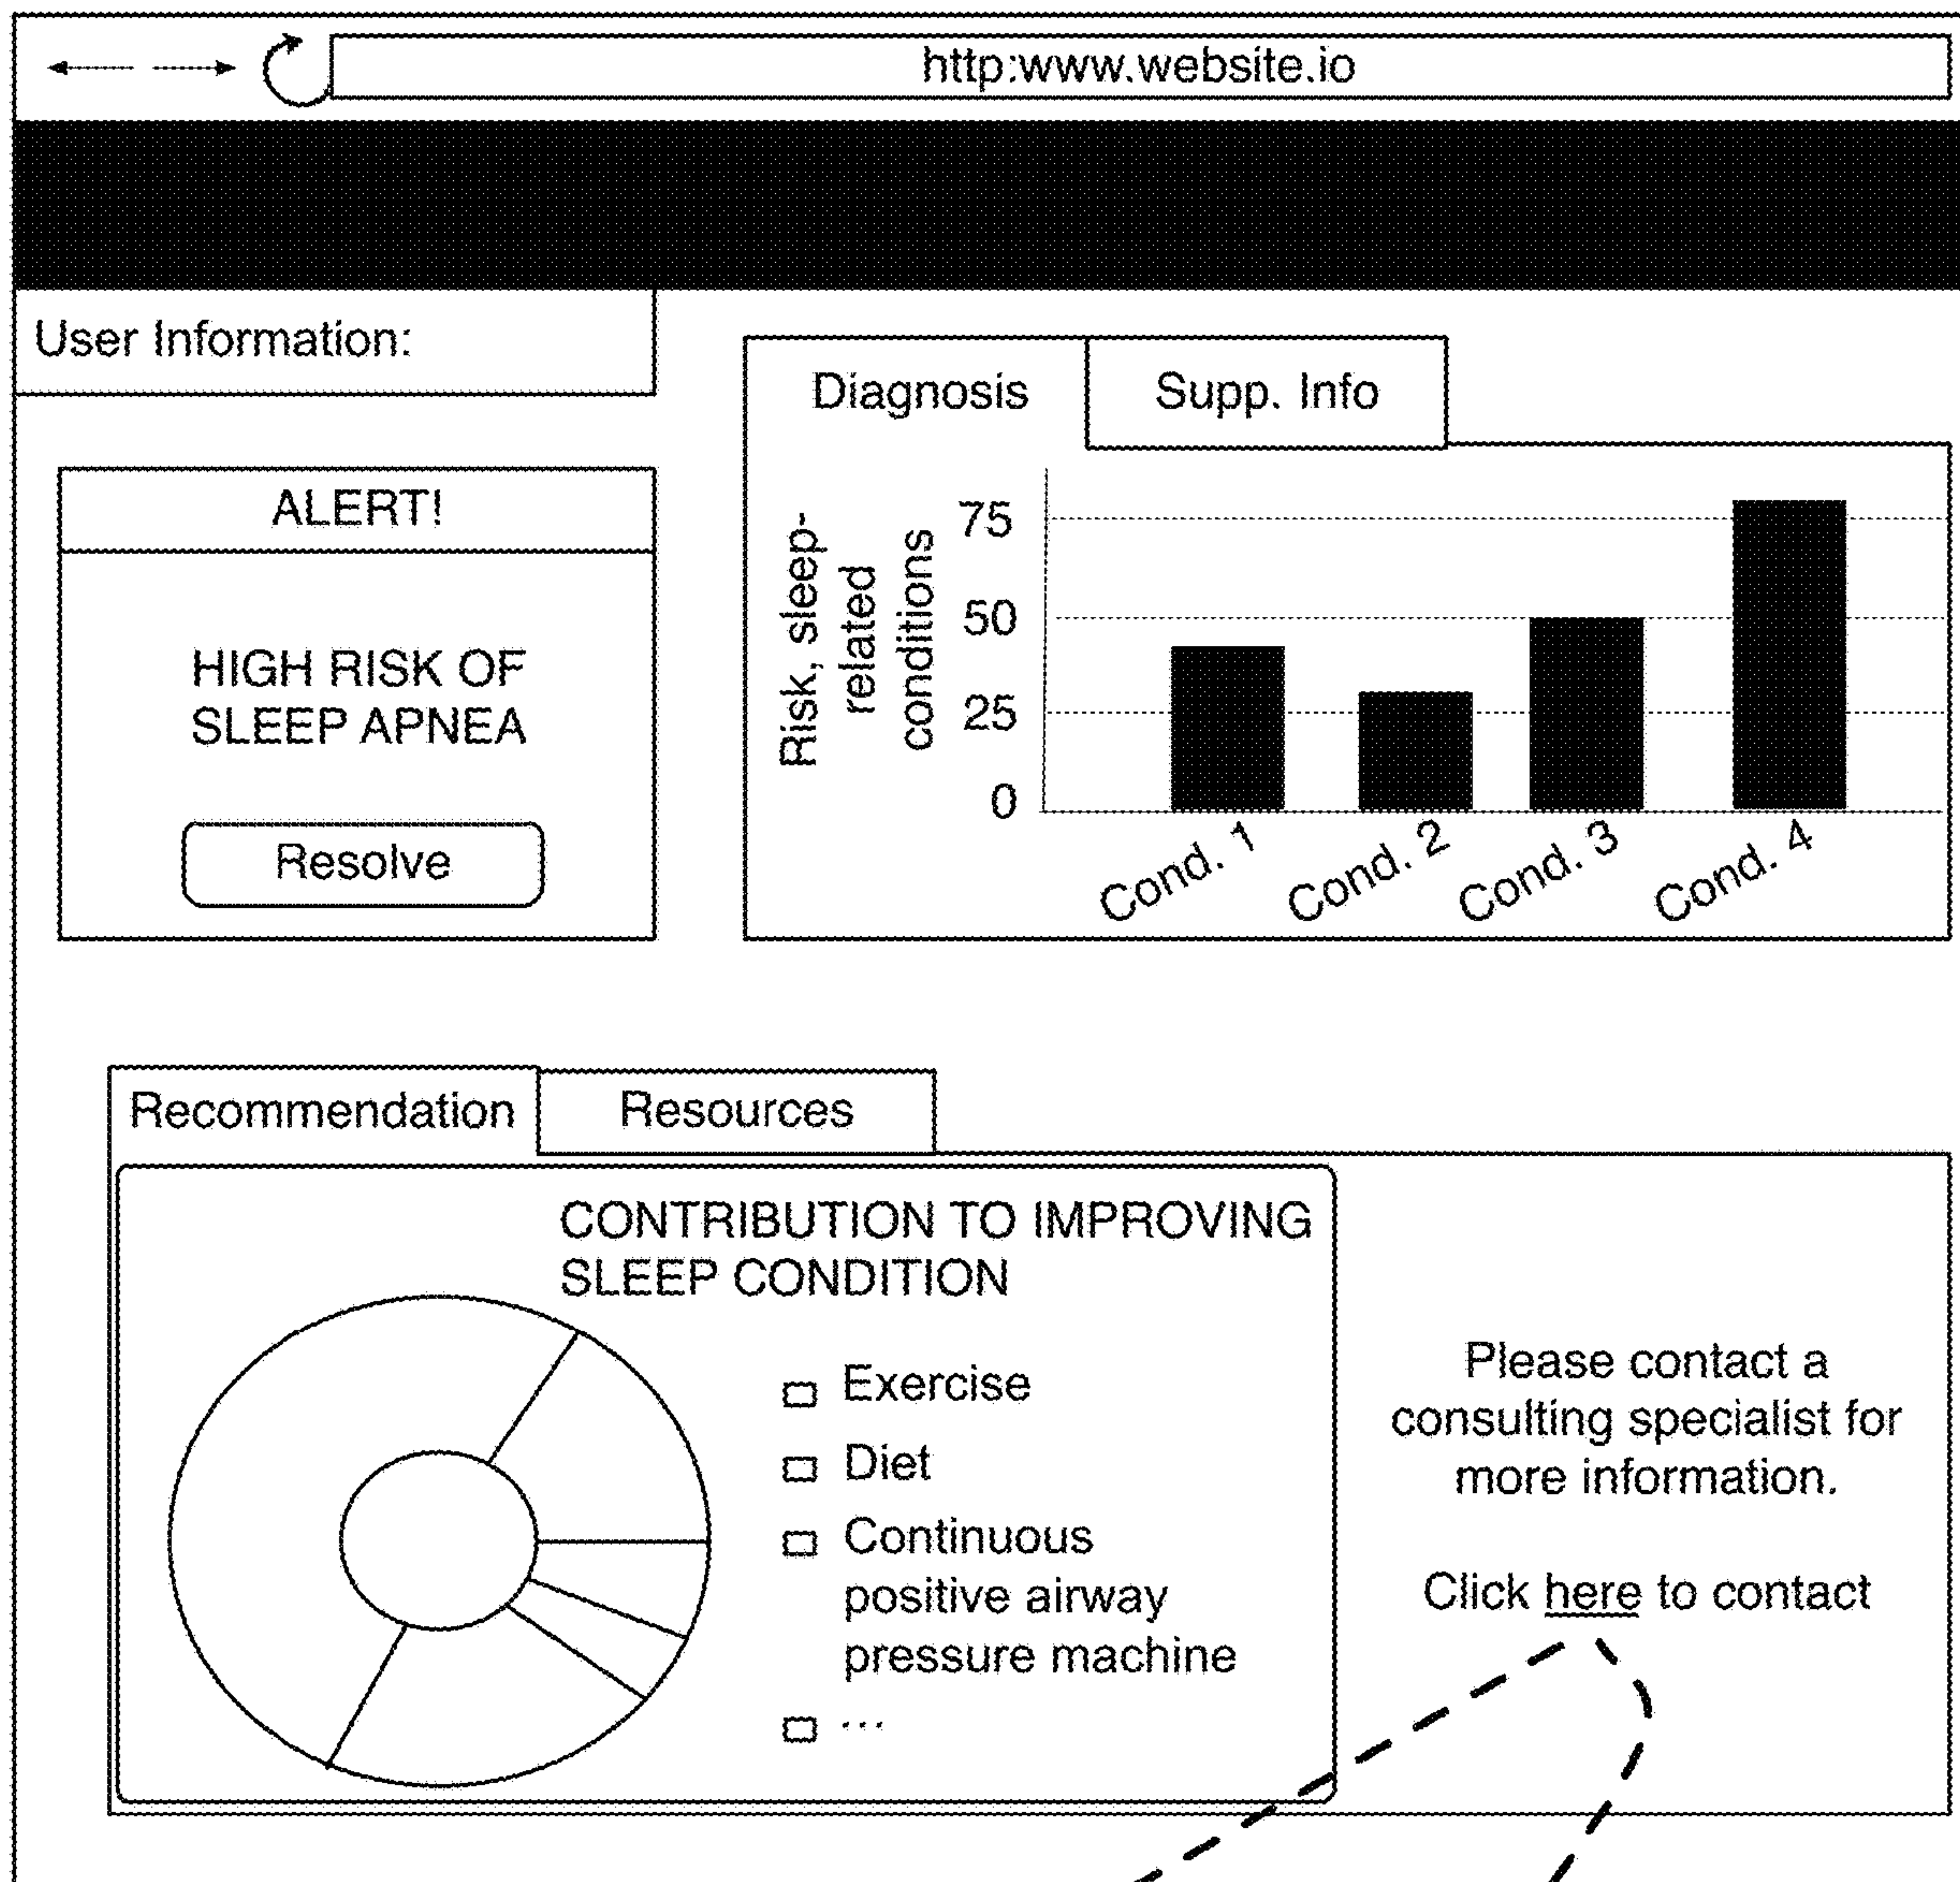 http:www.website.io
User Information:
ALERT!
HIGH RISK OF
SLEEP APNEA
Resolve
Diagnosis
Supp. Info
Risk, sleep-
related
conditions
75
50
25
0
Cond. 1
Cond. 2
Cond. 3
Cond. 4
Recommendation
Resources
CONTRIBUTION TO IMPROVING
SLEEP CONDITION
Exercise
Diet
Continuous
positive airway
pressure machine
...
Please contact a
consulting specialist for
more information.
Click here to contact